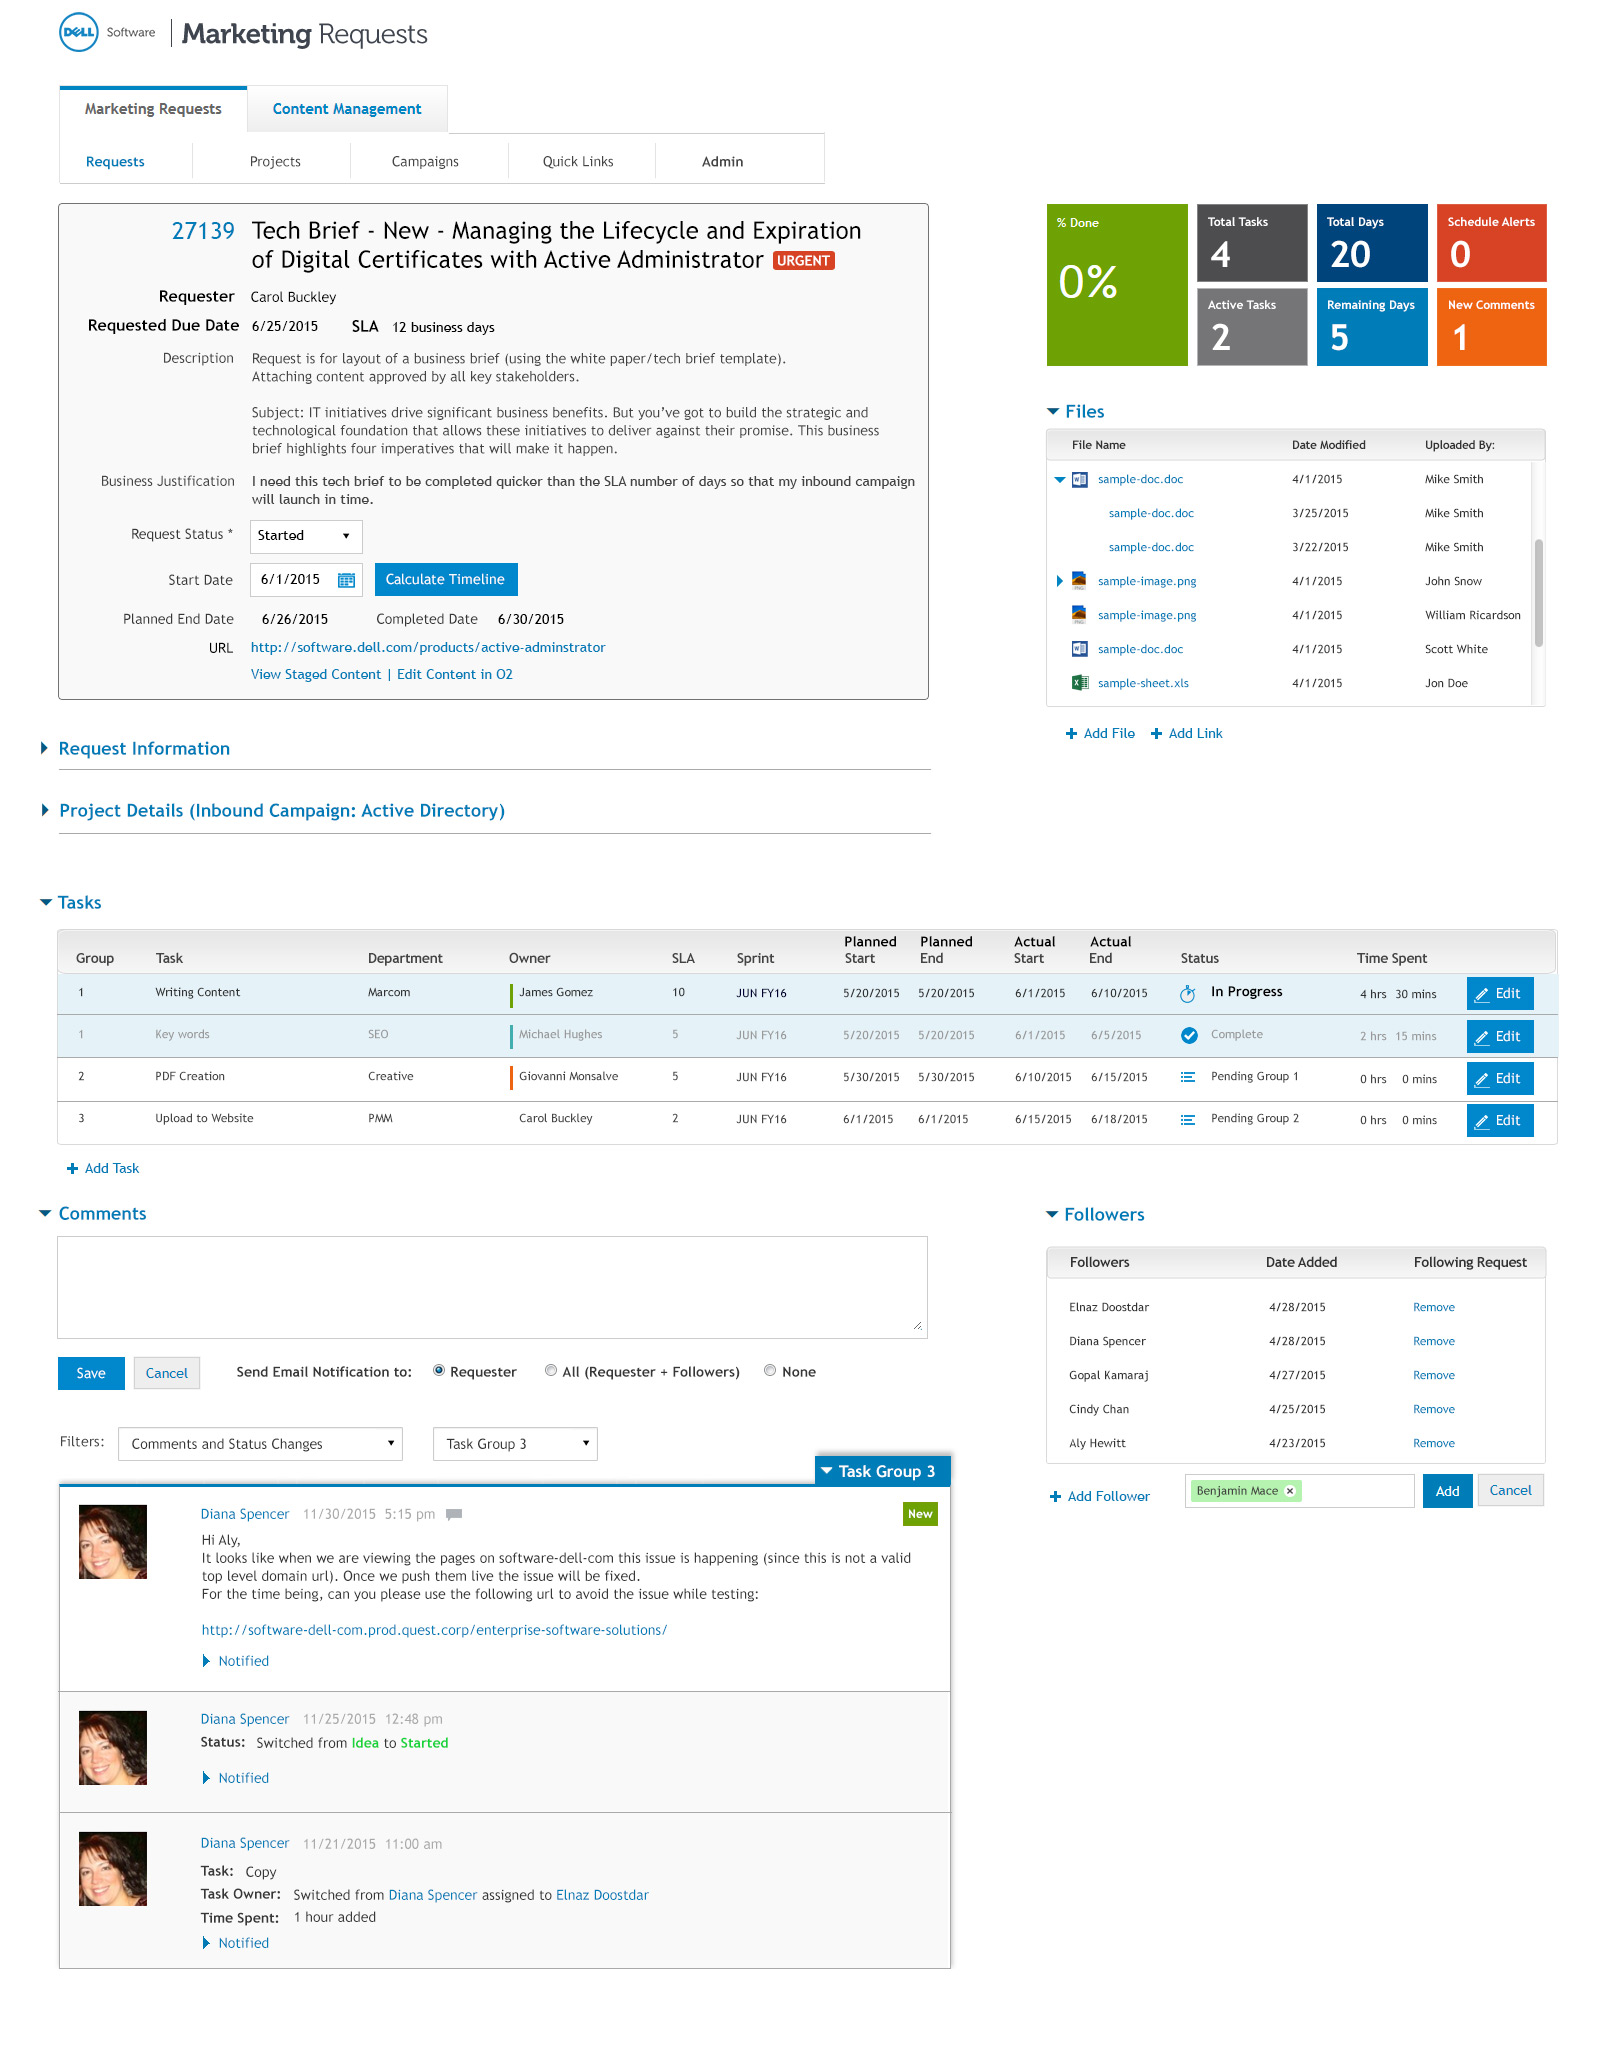 DELL Software | Marketing Requests
Marketing Requests Content Management
Requests Projects Campaigns Quick Links Admin
27139 Tech Brief - New - Managing the Lifecycle and Expiration
of Digital Certificates with Active Administrator URGENT
Requester Carol Buckley
Requested Due Date 6/25/2015 SLA 12 business days
Description Request is for layout of a business brief (using the white paper/tech brief template).
Attaching content approved by all key stakeholders.
Subject: IT initiatives drive significant business benefits. But you've got to build the strategic and
technological foundation that allows these initiatives to deliver against their promise. This business
brief highlights four imperatives that will make it happen.
Business Justification I need this tech brief to be completed quicker than the SLA number of days so that my inbound campaign
will launch in time.
Request Status * Started
Start Date 6/1/2015 Calculate Timeline
Planned End Date 6/26/2015 Completed Date 6/30/2015
URL http://software.dell.com/products/active-adminstrator
View Staged Content | Edit Content in O2
% Done
0%
Total Tasks
4
Total Days
20
Schedule Alerts
0
Active Tasks
2
Remaining Days
5
New Comments
1
Files
File Name Date Modified Uploaded By:
sample-doc.doc 4/1/2015 Mike Smith
sample-doc.doc 3/25/2015 Mike Smith
sample-doc.doc 3/22/2015 Mike Smith
PNG sample-image.png 4/1/2015 John Snow
PNG sample-image.png 4/1/2015 William Ricardson
sample-doc.doc 4/1/2015 Scott White
sample-sheet.xls 4/1/2015 Jon Doe
Add File Add Link
Request Information
Project Details (Inbound Campaign: Active Directory)
Tasks
Group Task Department Owner SLA Sprint Planned Start Planned End Actual Start Actual End Status Time Spent
1 Writing Content Marcom James Gomez 10 JUN FY16 5/20/2015 5/20/2015 6/1/2015 6/10/2015 In Progress 4 hrs 30 mins Edit
1 Key words SEO Michael Hughes 5 JUN FY16 5/20/2015 5/20/2015 6/1/2015 6/5/2015 Complete 2 hrs 15 mins Edit
2 PDF Creation Creative Giovanni Monsalve 5 JUN FY16 5/30/2015 5/30/2015 6/10/2015 6/15/2015 Pending Group 1 0 hrs 0 mins Edit
3 Upload to Website PMM Carol Buckley 2 JUN FY16 6/1/2015 6/1/2015 6/15/2015 6/18/2015 Pending Group 2 0 hrs 0 mins Edit
Add Task
Comments
Save Cancel Send Email Notification to: Requester All (Requester + Followers) None
Filters: Comments and Status Changes Task Group 3
Task Group 3
Diana Spencer 11/30/2015 5:15 pm New
Hi Aly,
It looks like when we are viewing the pages on software-dell-com this issue is happening (since this is not a valid
top level domain url). Once we push them live the issue will be fixed.
For the time being, can you please use the following url to avoid the issue while testing:
http://software-dell-com.prod.quest.corp/enterprise-software-solutions/
Notified
Diana Spencer 11/25/2015 12:48 pm
Status: Switched from Idea to Started
Notified
Diana Spencer 11/21/2015 11:00 am
Task: Copy
Task Owner: Switched from Diana Spencer assigned to Elnaz Doostdar
Time Spent: 1 hour added
Notified
Followers
Followers Date Added Following Request
Elnaz Doostdar 4/28/2015 Remove
Diana Spencer 4/28/2015 Remove
Gopal Kamaraj 4/27/2015 Remove
Cindy Chan 4/25/2015 Remove
Aly Hewitt 4/23/2015 Remove
Add Follower Benjamin Mace Add Cancel